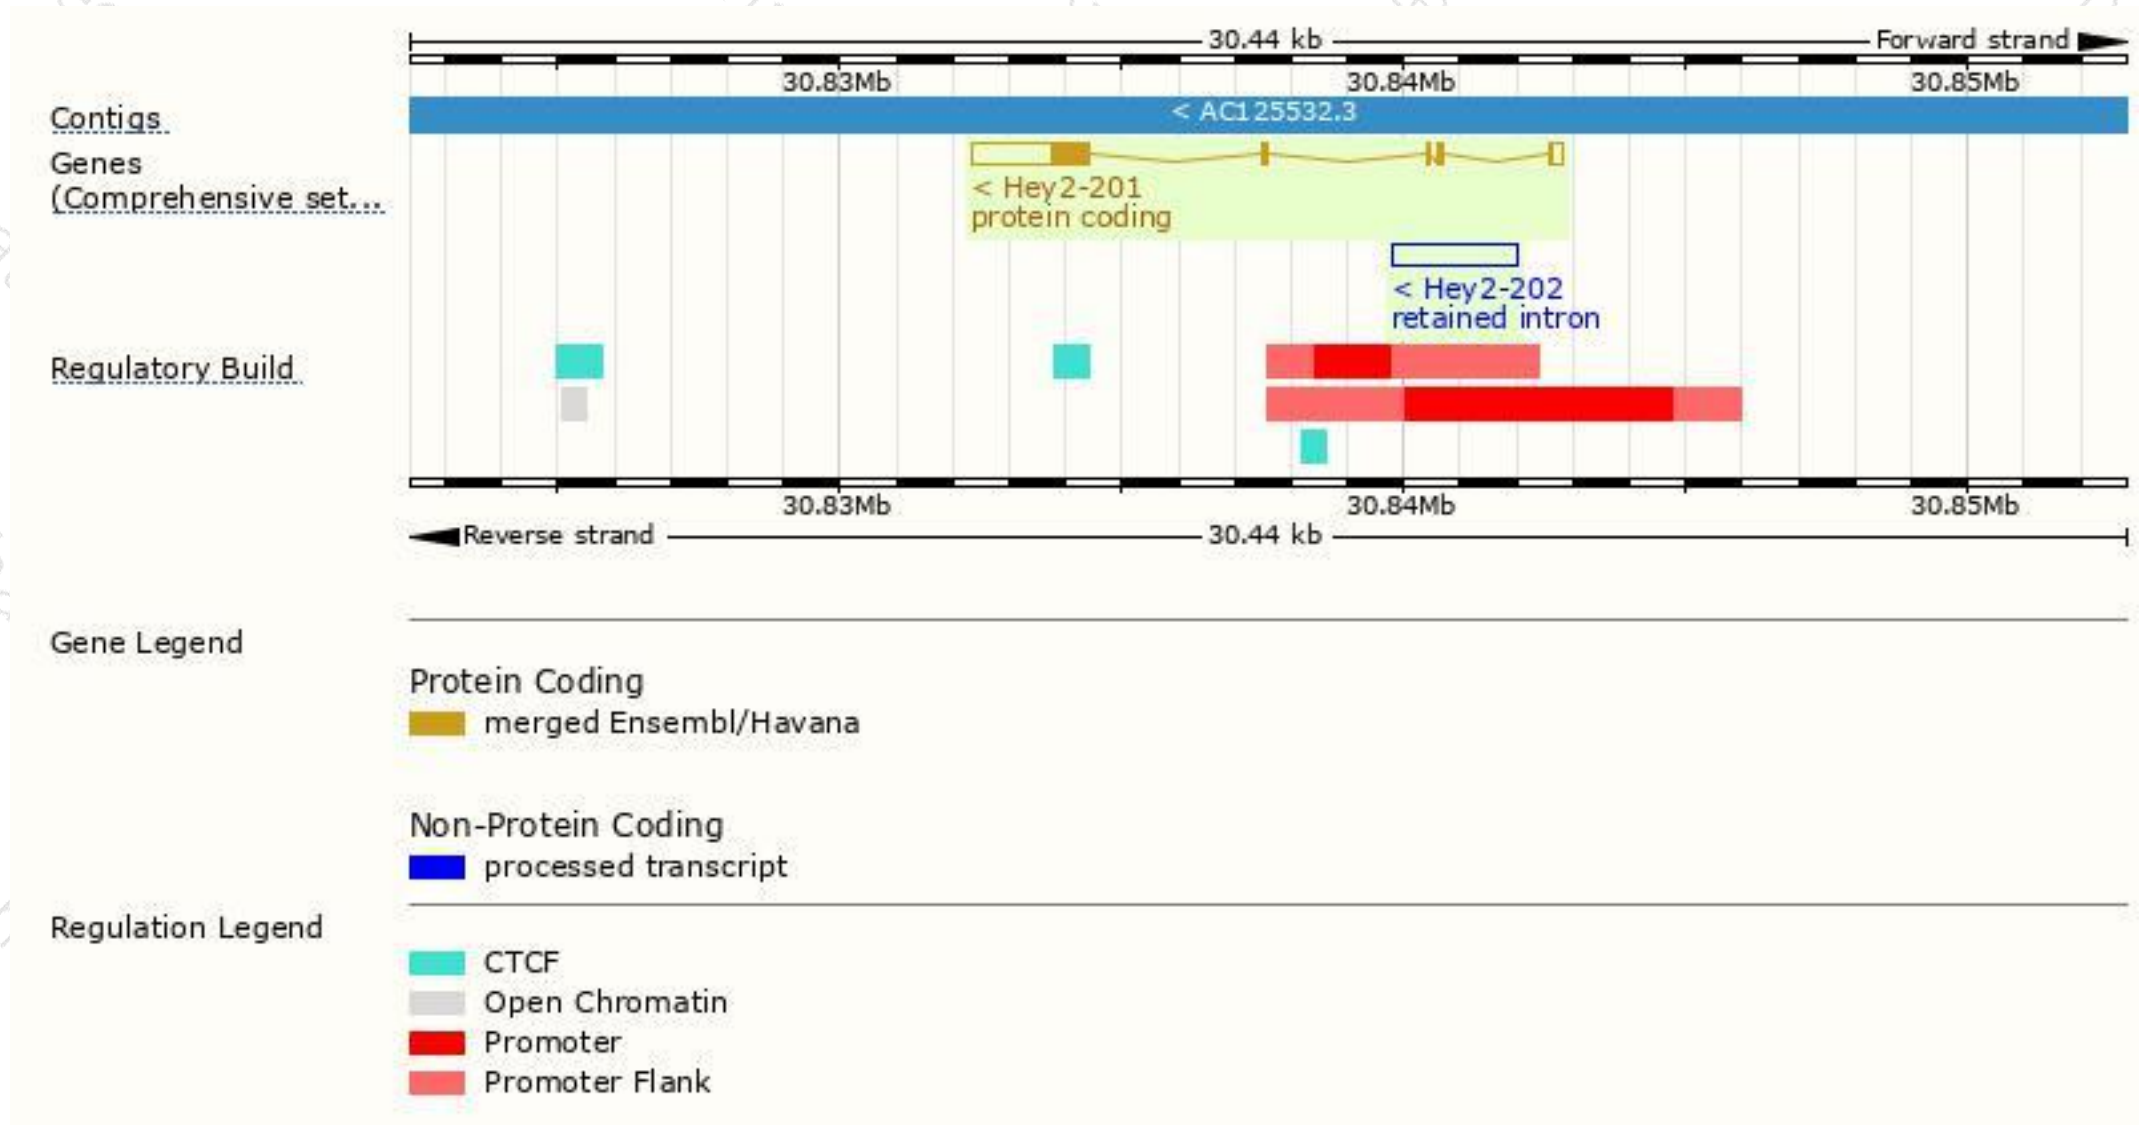 30.44 kb Forward strand
30.83Mb 30.84Mb 30.85Mb
Contigs < AC125532.3
Genes
(Comprehensive set...
< Hey2-201
protein coding
< Hey2-202
retained intron
Regulatory Build
30.83Mb 30.84Mb 30.85Mb
Reverse strand 30.44 kb
Gene Legend
Protein Coding
merged Ensembl/Havana
Non-Protein Coding
processed transcript
Regulation Legend
CTCF
Open Chromatin
Promoter
Promoter Flank